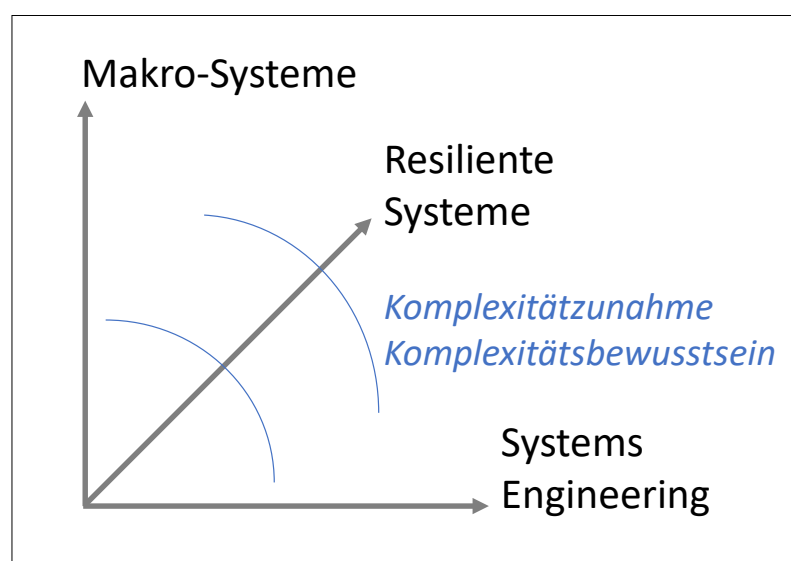 Makro-Systeme
Resiliente
Systeme
Komplexitätzunahme
Komplexitätsbewusstsein
Systems
Engineering